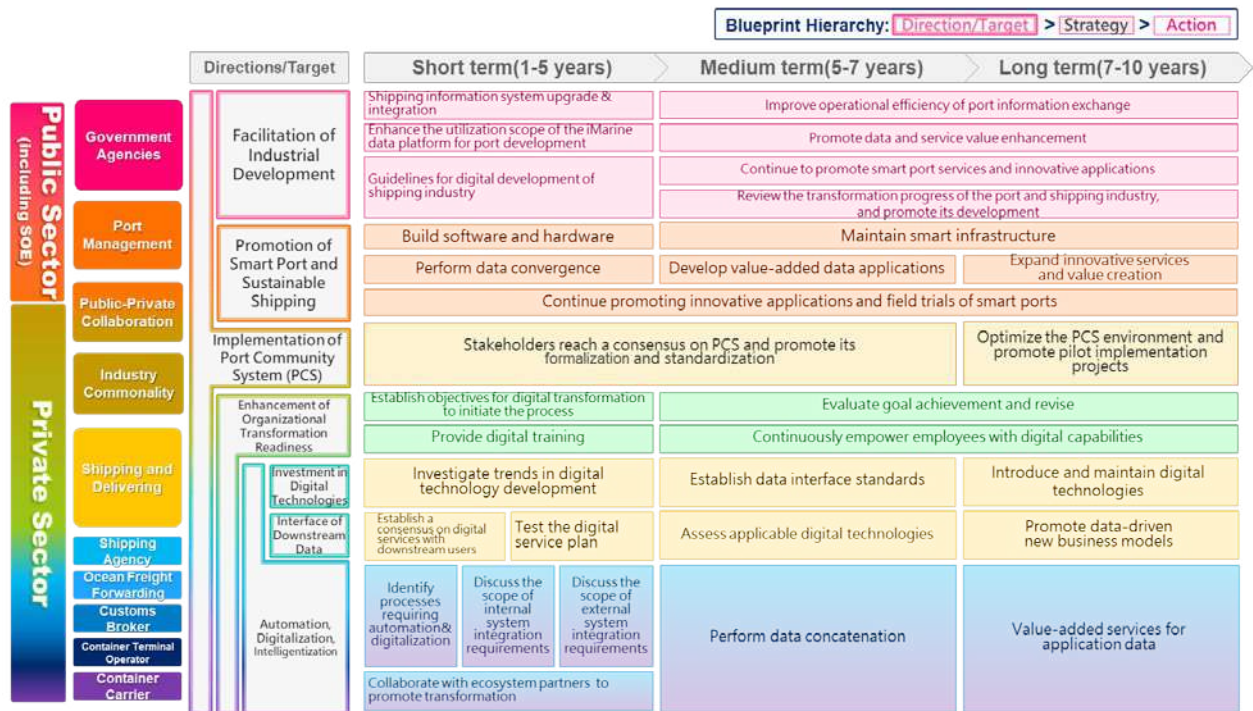 Blueprint Hierarchy: Direction/Target > Strategy > Action
Directions/Target
Short term(1-5 years)
Medium term(5-7 years)
Long term(7-10 years)
Public Sector
(including SOE)
Private Sector
Government
Agencies
Port
Management
Public-Private
Collaboration
Industry
Commonality
Shipping and
Delivering
Shipping
Agency
Ocean Freight
Forwarding
Customs
Broker
Container Terminal
Operator
Container
Carrier
Facilitation of
Industrial
Development
Shipping information system upgrade &
integration
Improve operational efficiency of port information exchange
Enhance the utilization scope of the iMarine
data platform for port development
Promote data and service value enhancement
Guidelines for digital development of
shipping industry
Continue to promote smart port services and innovative applications
Review the transformation progress of the port and shipping industry,
and promote its development
Promotion of
Smart Port and
Sustainable
Shipping
Build software and hardware
Maintain smart infrastructure
Perform data convergence
Develop value-added data applications
Expand innovative services
and value creation
Continue promoting innovative applications and field trials of smart ports
Implementation of
Port Community
System (PCS)
Stakeholders reach a consensus on PCS and promote its
formalization and standardization
Optimize the PCS environment and
promote pilot implementation
projects
Enhancement of
Organizational
Transformation
Readiness
Establish objectives for digital transformation
to initiate the process
Evaluate goal achievement and revise
Provide digital training
Continuously empower employees with digital capabilities
Investment in
Digital
Technologies
Investigate trends in digital
technology development
Establish data interface standards
Introduce and maintain digital
technologies
Interface of
Downstream
Data
Establish a
consensus on digital
services with
downstream users
Test the digital
service plan
Assess applicable digital technologies
Promote data-driven
new business models
Automation,
Digitalization,
Intelligentization
Identify
processes
requiring
automation&
digitalization
Discuss the
scope of
internal
system
integration
requirements
Discuss the
scope of
external
system
integration
requirements
Perform data concatenation
Value-added services for
application data
Collaborate with ecosystem partners to
promote transformation